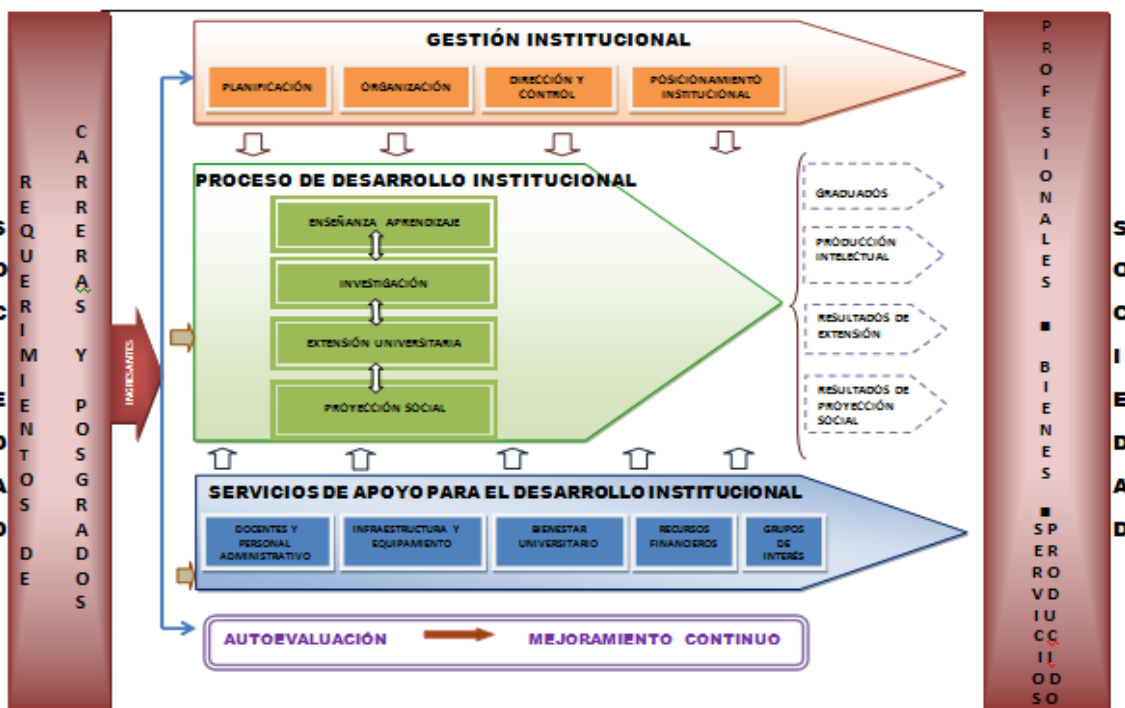 SOCIEDAD
REQUERIMIENTOS DE
CARRERAS Y POSGRADOS
INGRESANTES
GESTIÓN INSTITUCIONAL
PLANIFICACIÓN
ORGANIZACIÓN
DIRECCIÓN Y
CONTROL
POSICIONAMIENTO
INSTITUCIONAL
PROCESO DE DESARROLLO INSTITUCIONAL
ENSEÑANZA APRENDIZAJE
INVESTIGACIÓN
EXTENSIÓN UNIVERSITARIA
PROYECCIÓN SOCIAL
GRADUADOS
PRODUCCIÓN
INTELECTUAL
RESULTADOS DE
EXTENSIÓN
RESULTADOS DE
PROYECCIÓN
SOCIAL
SERVICIOS DE APOYO PARA EL DESARROLLO INSTITUCIONAL
DOCENTES Y
PERSONAL
ADMINISTRATIVO
INFRAESTRUCTURA Y
EQUIPAMIENTO
BIENESTAR
UNIVERSITARIO
RECURSOS
FINANCIEROS
GRUPOS
DE
INTERÉS
AUTOEVALUACIÓN MEJORAMIENTO CONTINUO
PROFESIONALES ■ BIENES ■
SERVICIOS
PRODUCIDO
SOCIEDAD